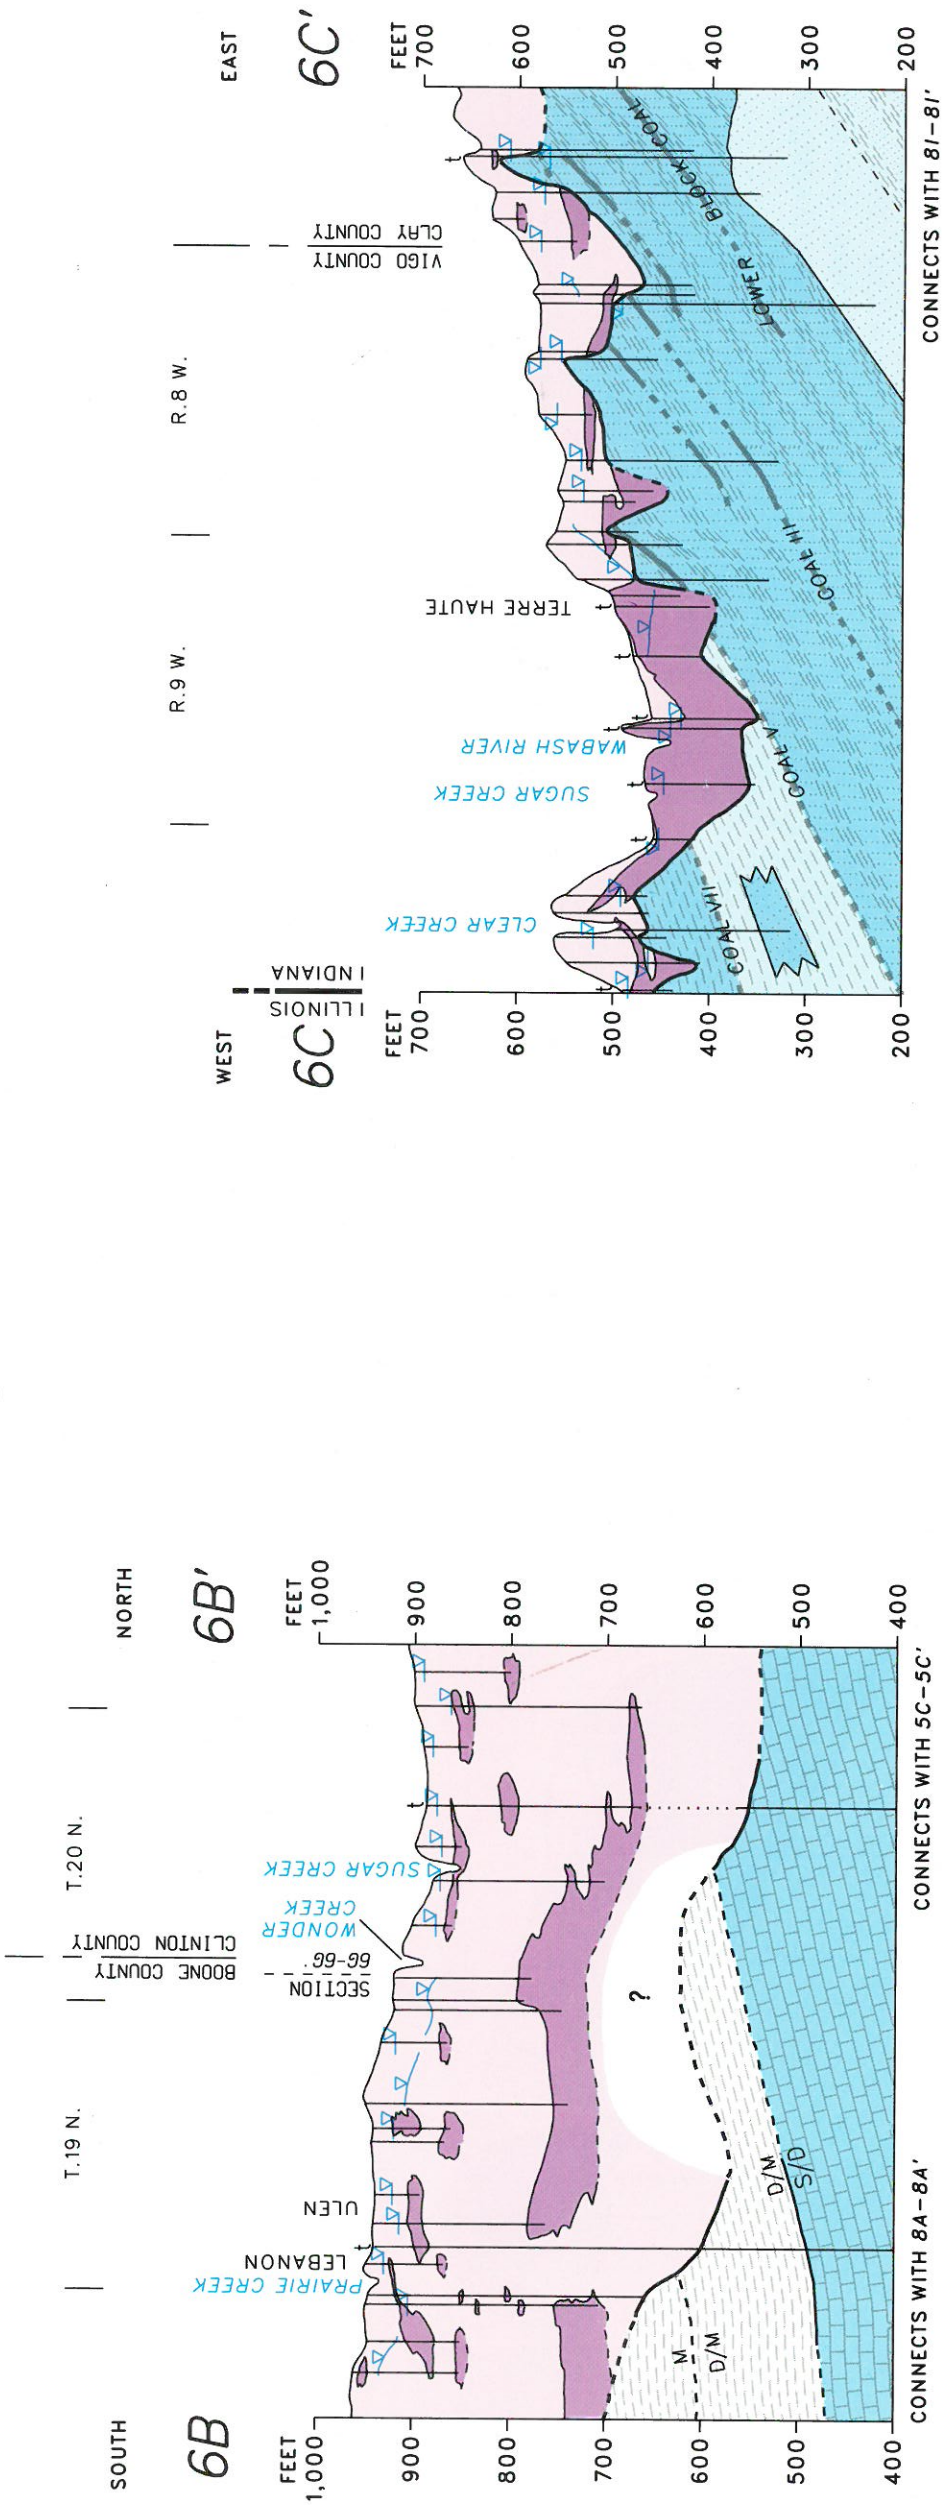 SOUTH
6B
NORTH
6B'
T.19 N.
T.20 N.
BOONE COUNTY
CLINTON COUNTY
SECTION
6G-6G'
PRAIRIE CREEK
LEBANON
ULEN
WONDER
CREEK
SUGAR CREEK
FEET
1,000
900
800
700
600
500
400
FEET
1,000
900
800
700
600
500
400
t
t
?
M
D/M
D/M
S/D
CONNECTS WITH 8A-8A'
CONNECTS WITH 5C-5C'
WEST
6C
EAST
6C'
R.9 W.
R.8 W.
ILLINOIS
INDIANA
VIGO COUNTY
CLAY COUNTY
CLEAR CREEK
SUGAR CREEK
WABASH RIVER
TERRE HAUTE
FEET
700
600
500
400
300
200
FEET
700
600
500
400
300
200
t
t
t
t
t
t
t
t
COAL VII
COAL V
COAL III
LOWER BLOCK COAL
CONNECTS WITH 8I-8I'